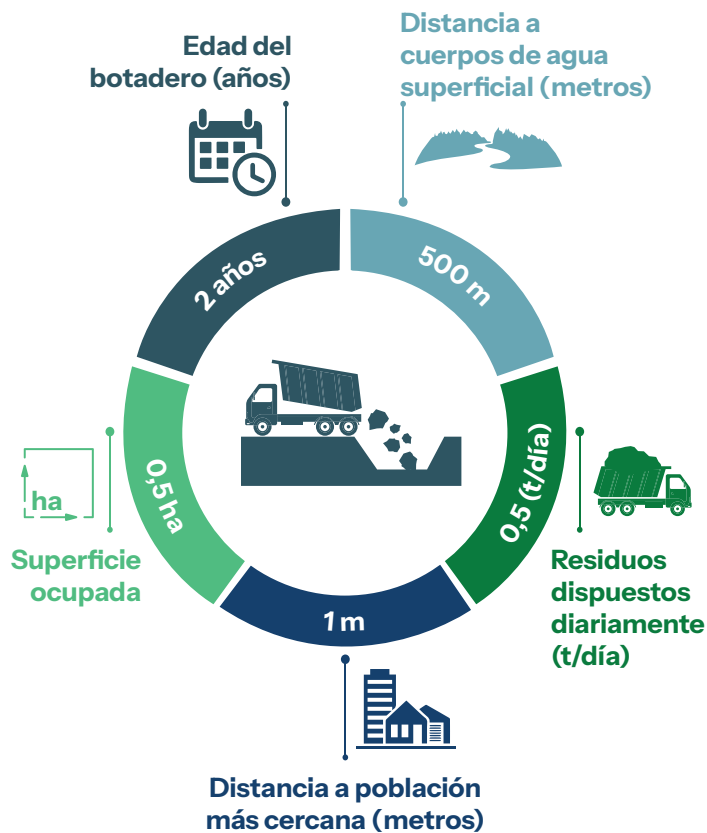 Edad del
botadero (años)
Distancia a
cuerpos de agua
superficial (metros)
2 años
500 m
0,5 ha
0,5 (t/día)
1 m
ha
Superficie
ocupada
Residuos
dispuestos
diariamente
(t/día)
Distancia a población
más cercana (metros)